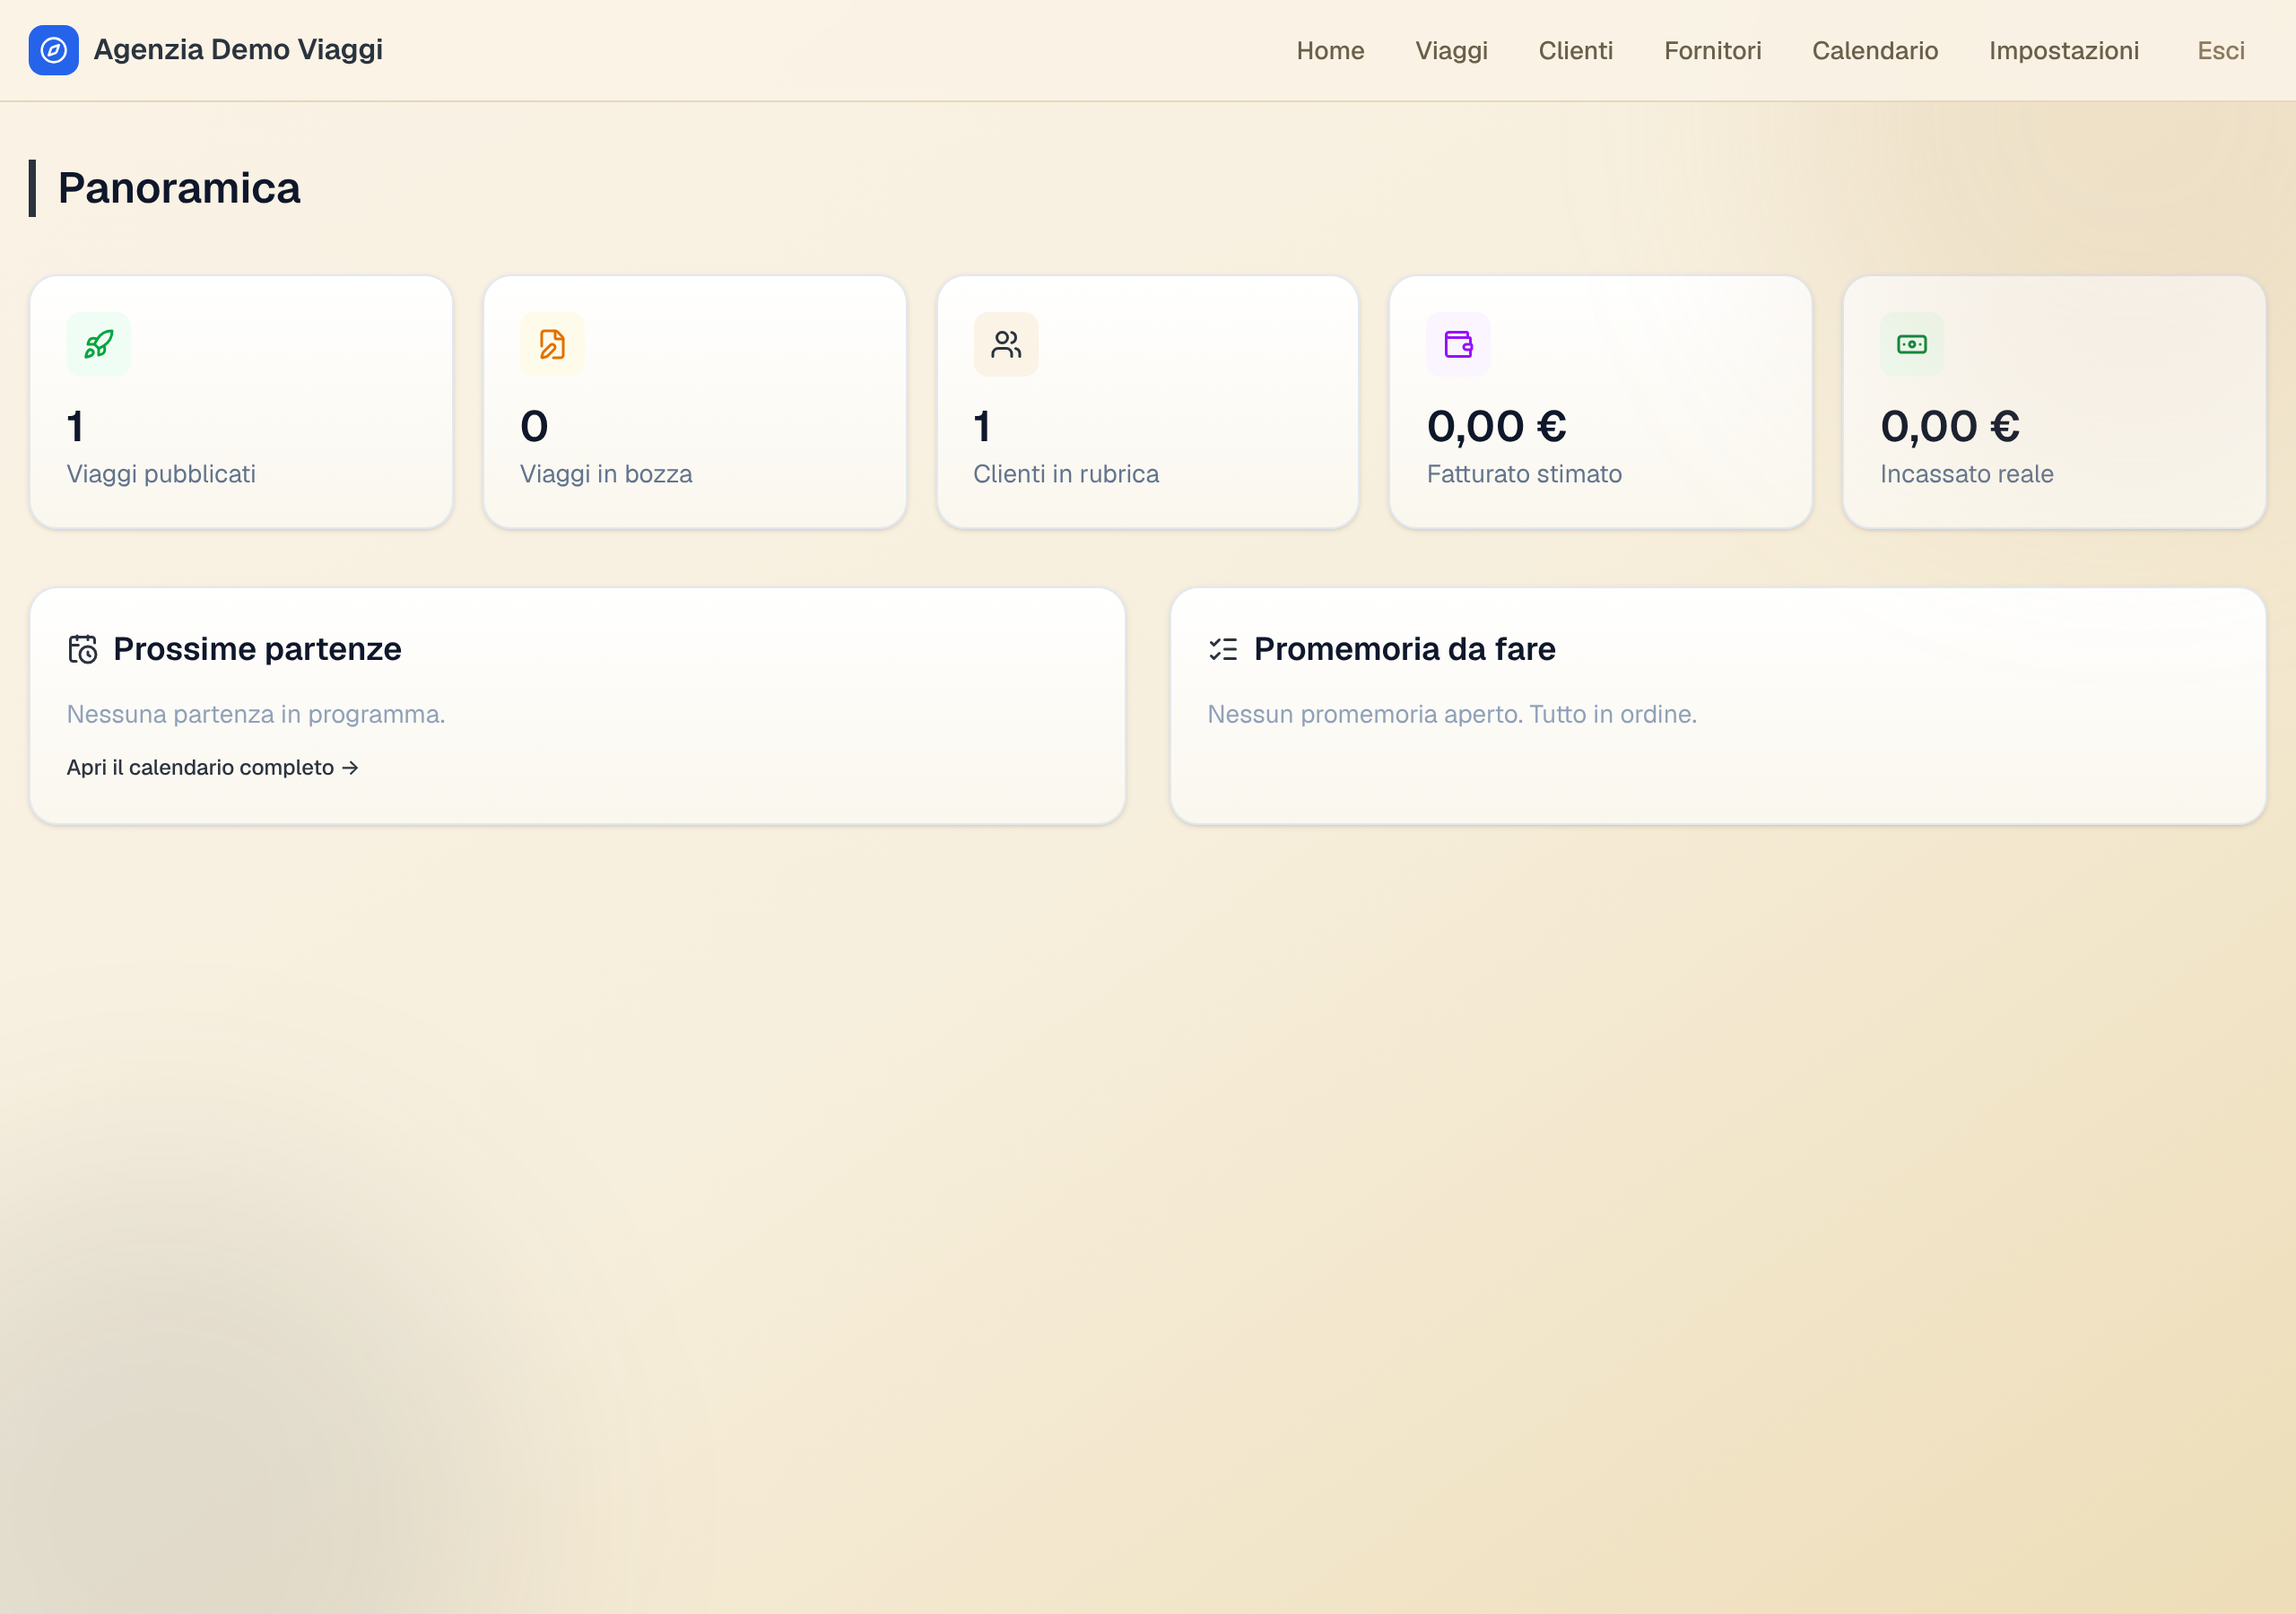 Agenzia Demo Viaggi
Home Viaggi Clienti Fornitori Calendario Impostazioni Esci
Panoramica
1
Viaggi pubblicati
0
Viaggi in bozza
1
Clienti in rubrica
0,00 €
Fatturato stimato
0,00 €
Incassato reale
Prossime partenze
Nessuna partenza in programma.
Apri il calendario completo →
Promemoria da fare
Nessun promemoria aperto. Tutto in ordine.